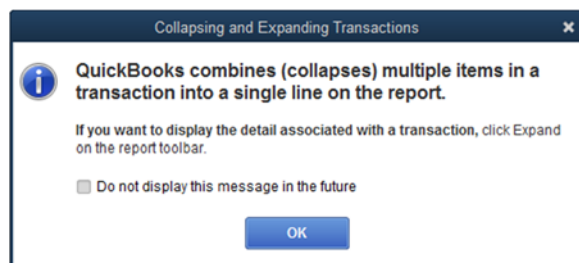 Collapsing and Expanding Transactions
QuickBooks combines (collapses) multiple items in a
transaction into a single line on the report.
If you want to display the detail associated with a transaction, click Expand
on the report toolbar.
Do not display this message in the future
OK